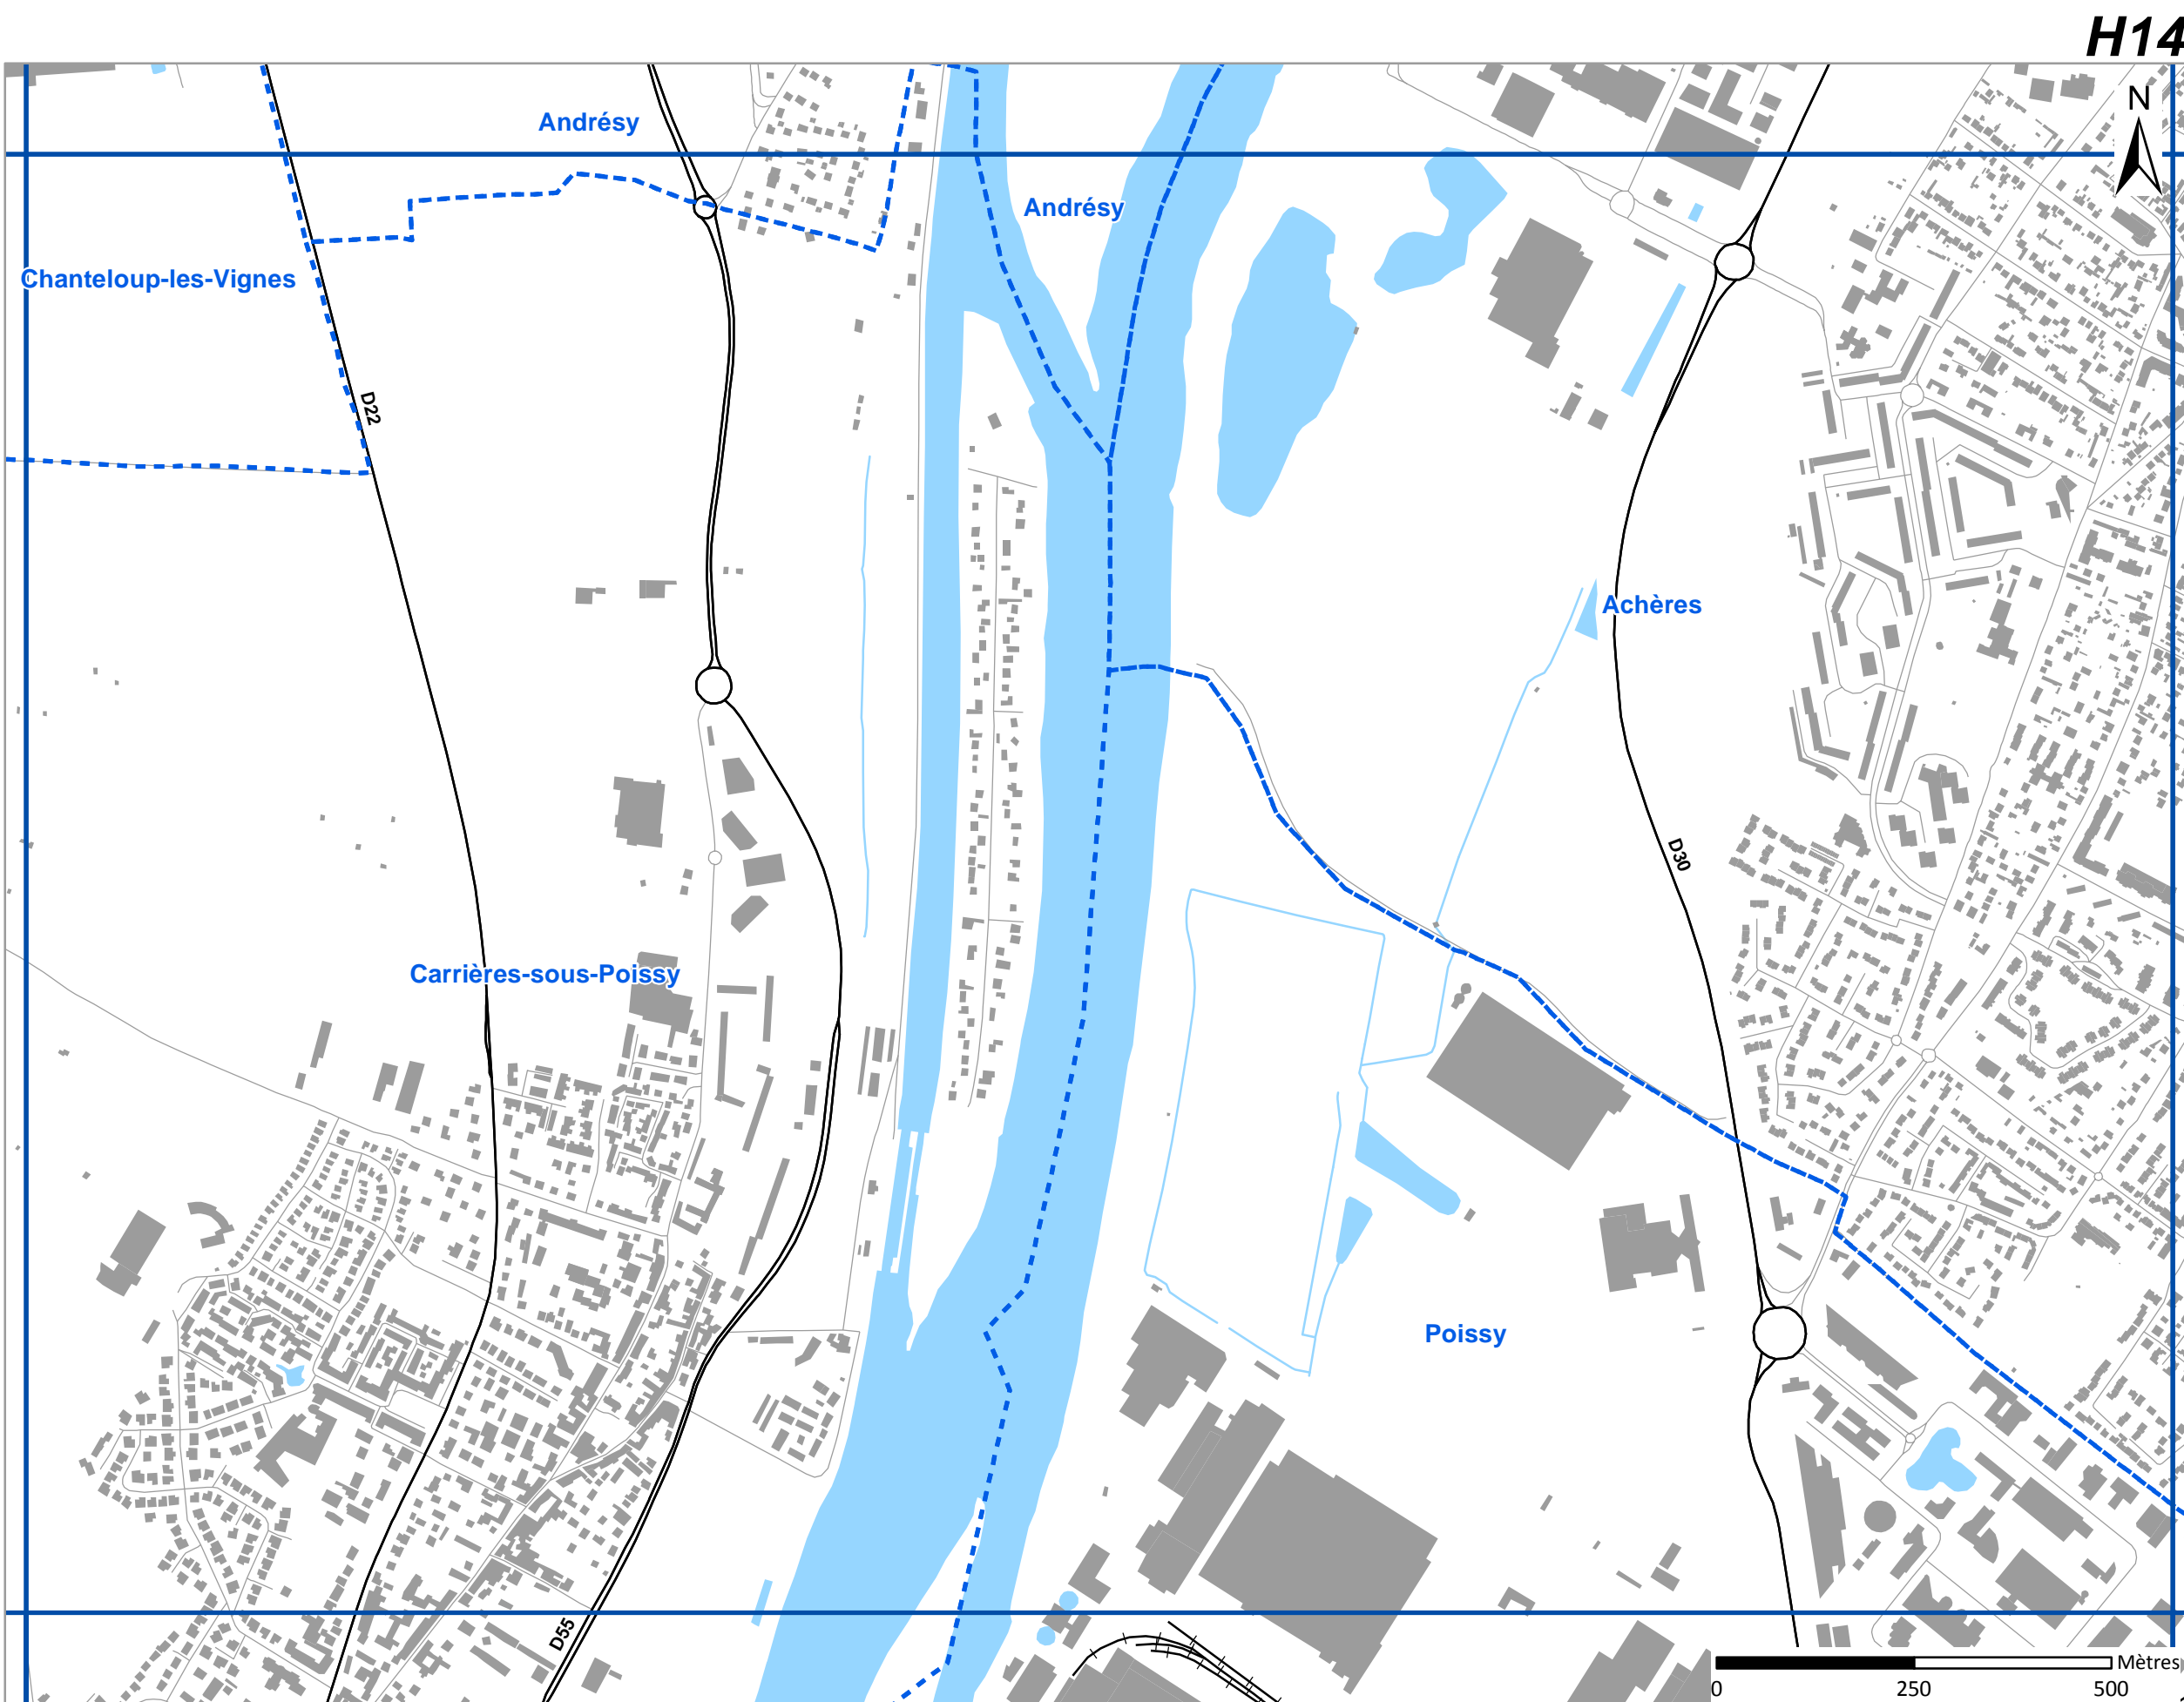 H14
N
Andrésy
Andrésy
Chanteloup-les-Vignes
D22
Achères
D30
Carrières-sous-Poissy
Poissy
D55
Mètres
0 250 500